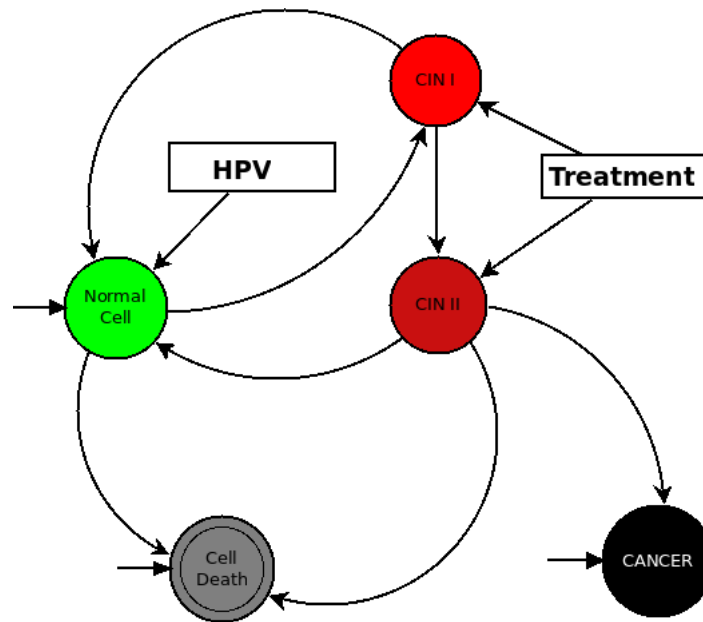 CIN I
HPV
Treatment
Normal
Cell
CIN II
Cell
Death
CANCER